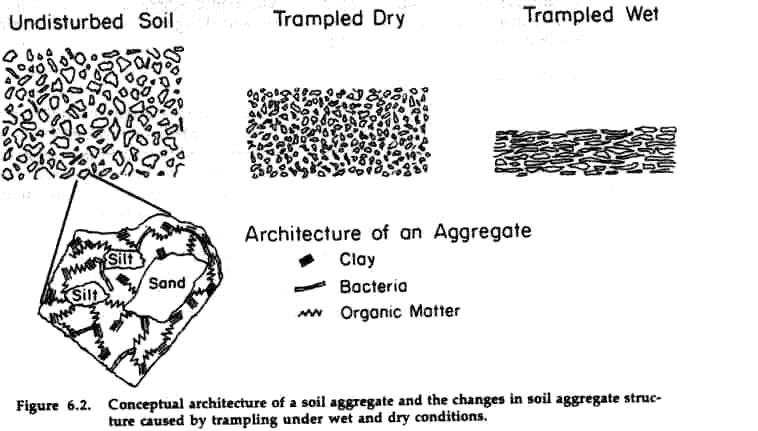 Undisturbed Soil
Trampled Dry
Trampled Wet
Silt
Sand
Silt
Architecture of an Aggregate
Clay
Bacteria
Organic Matter
Figure 6.2. Conceptual architecture of a soil aggregate and the changes in soil aggregate struc-
ture caused by trampling under wet and dry conditions.